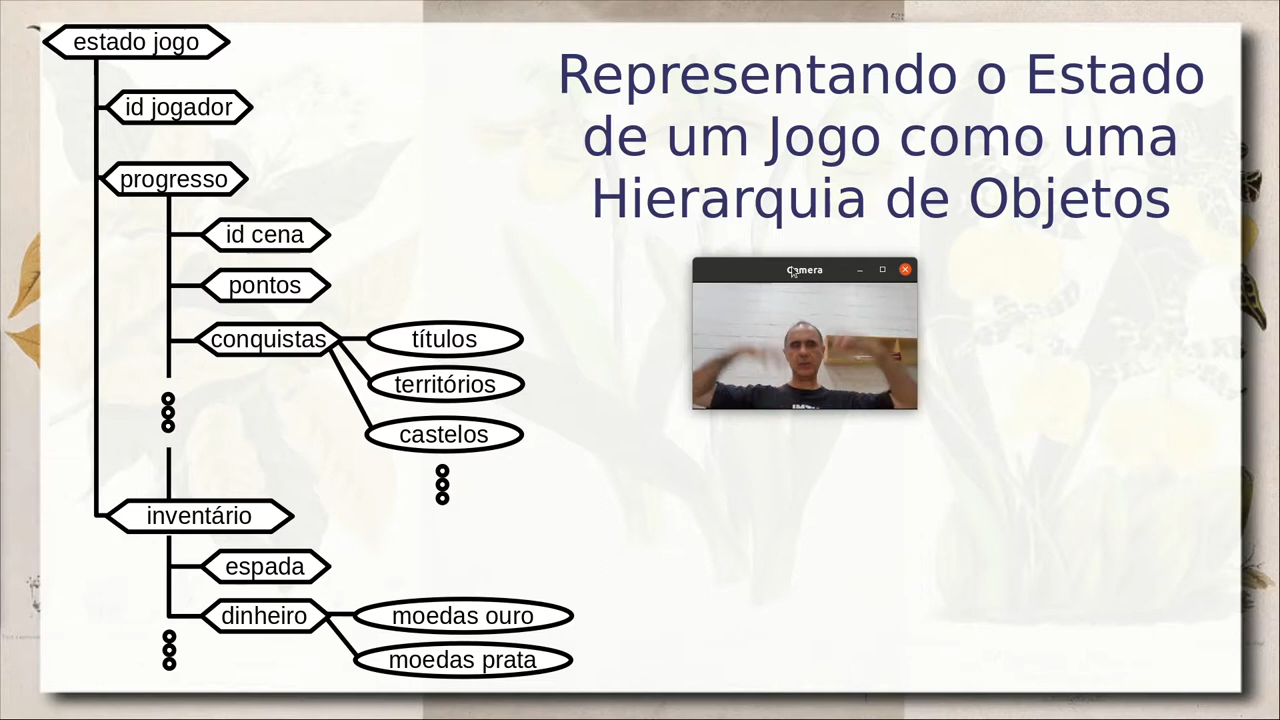 estado jogo
id jogador
progresso
id cena
pontos
conquistas
títulos
territórios
castelos
inventário
espada
dinheiro
moedas ouro
moedas prata
Representando o Estado
de um Jogo como uma
Hierarquia de Objetos
Camera